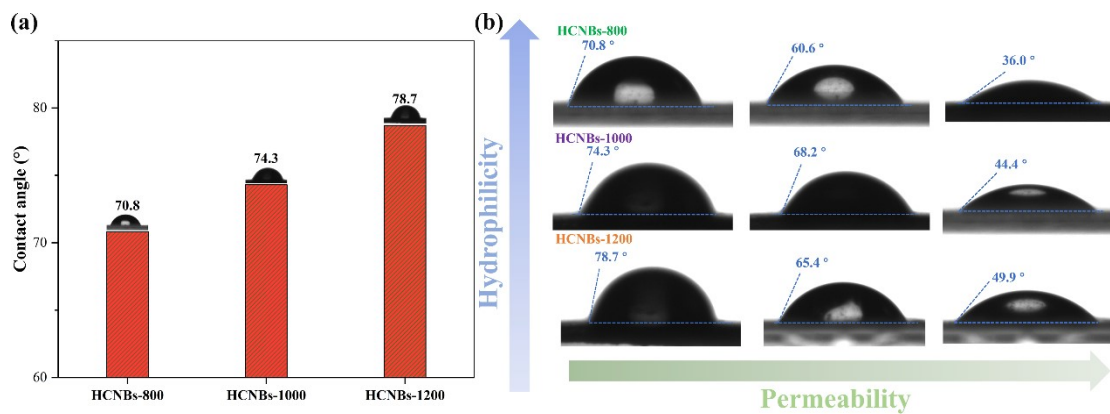 (a)
Contact angle (°)
80
70
60
70.8
74.3
78.7
HCNBs-800
HCNBs-1000
HCNBs-1200
(b)
Hydrophilicity
HCNBs-800
70.8 °
60.6 °
36.0 °
HCNBs-1000
74.3 °
68.2 °
44.4 °
HCNBs-1200
78.7 °
65.4 °
49.9 °
Permeability